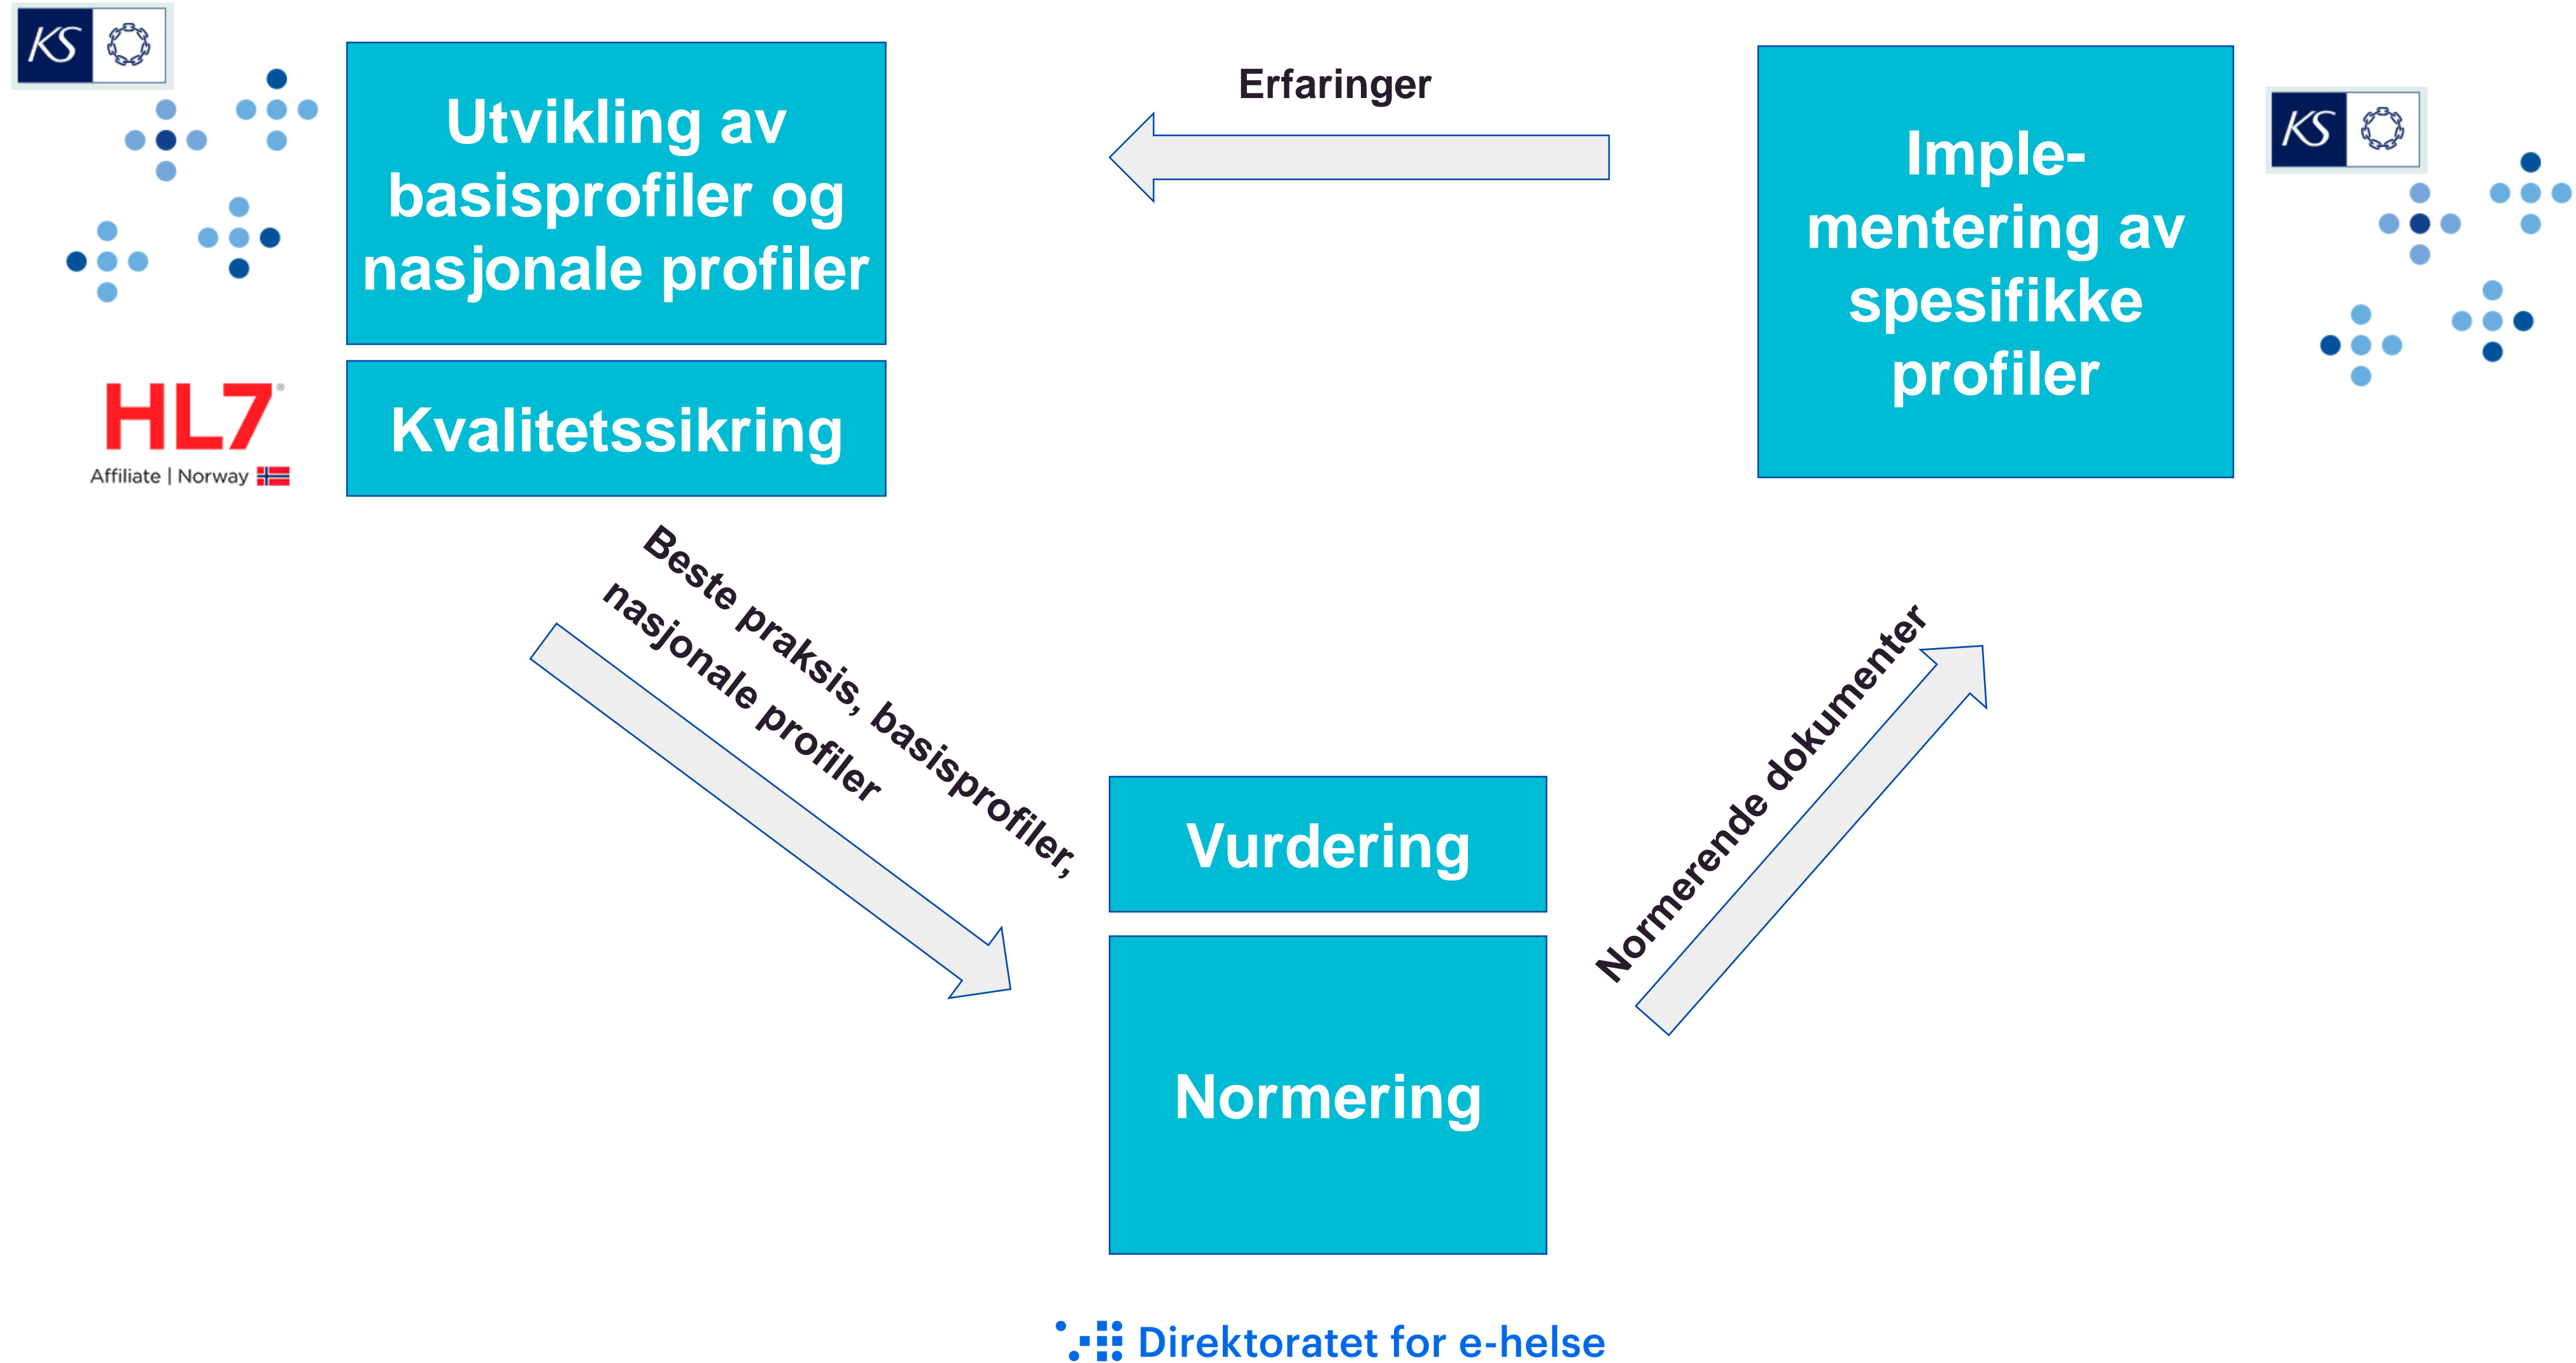 KS
Utvikling av
basisprofiler og
nasjonale profiler
HL7®
Affiliate | Norway
Kvalitetssikring
Erfaringer
Imple-
mentering av
spesifikke
profiler
KS
Beste praksis, basisprofiler,
nasjonale profiler
Vurdering
Normering
Normerende dokumenter
Direktoratet for e-helse